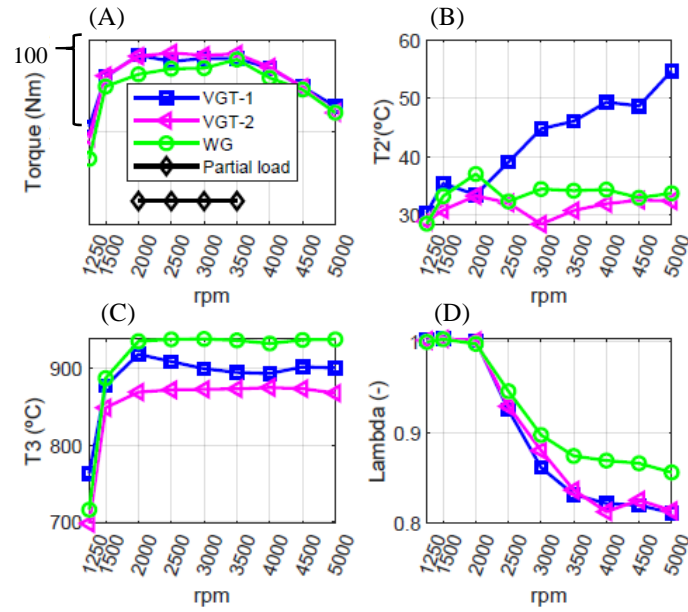 (A)
100
Torque (Nm)
VGT-1
VGT-2
WG
Partial load
1250
1500
2000
2500
3000
3500
4000
4500
5000
rpm
(B)
60
50
40
30
T2'(ºC)
1250
1500
2000
2500
3000
3500
4000
4500
5000
rpm
(C)
900
800
700
T3 (ºC)
1250
1500
2000
2500
3000
3500
4000
4500
5000
rpm
(D)
1
0.9
0.8
Lambda (-)
1250
1500
2000
2500
3000
3500
4000
4500
5000
rpm